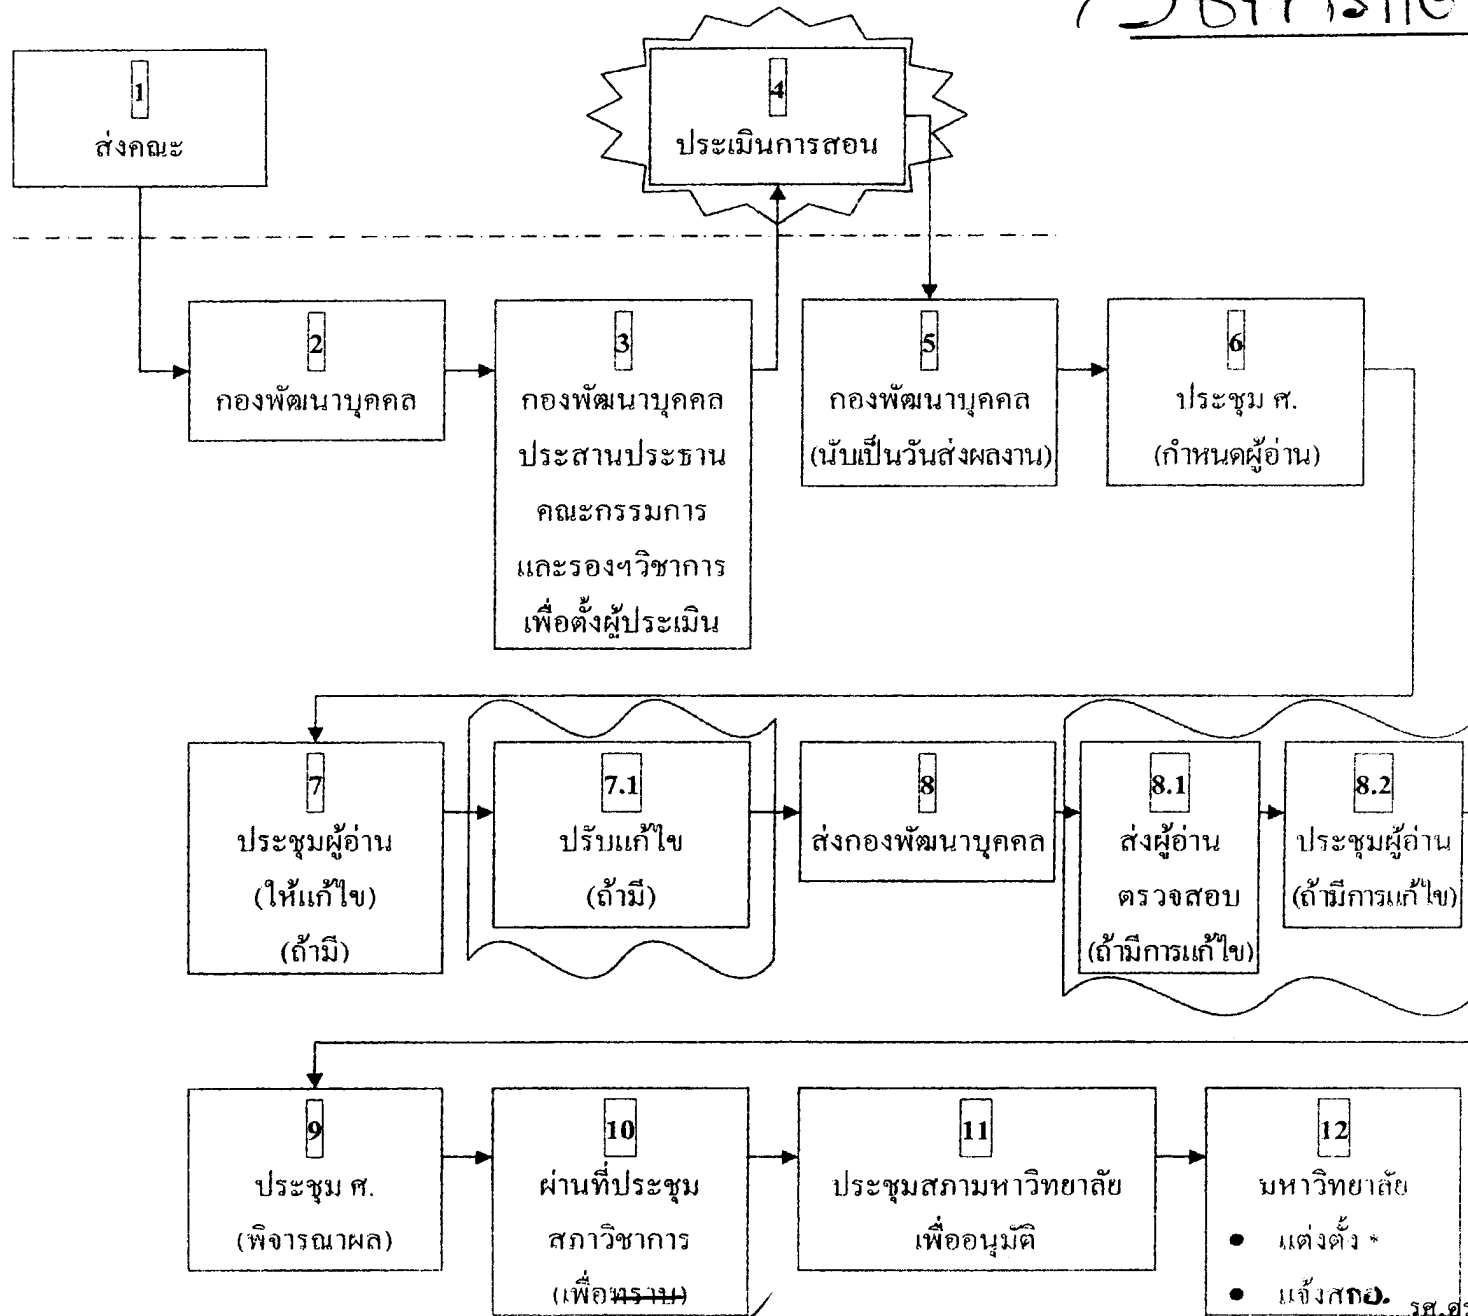 1
ส่งคณะ
4
ประเมินการสอน
2
กองพัฒนาบุคคล
3
กองพัฒนาบุคคล
ประสานประธาน
คณะกรรมการ
และรองฯวิชาการ
เพื่อตั้งผู้ประเมิน
5
กองพัฒนาบุคคล
(นับเป็นวันส่งผลงาน)
6
ประชุม ศ.
(กำหนดผู้อ่าน)
7
ประชุมผู้อ่าน
(ให้แก้ไข)
(ถ้ามี)
7.1
ปรับแก้ไข
(ถ้ามี)
8
ส่งกองพัฒนาบุคคล
8.1
ส่งผู้อ่าน
ตรวจสอบ
(ถ้ามีการแก้ไข)
8.2
ประชุมผู้อ่าน
(ถ้ามีการแก้ไข)
9
ประชุม ศ.
(พิจารณาผล)
10
ผ่านที่ประชุม
สภาวิชาการ
(เพื่อทราบ)
11
ประชุมสภามหาวิทยาลัย
เพื่ออนุมัติ
12
มหาวิทยาลัย
● แต่งตั้ง *
● แจ้งสกอ.